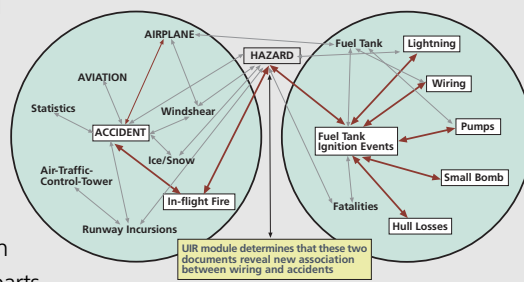 AIRPLANE
HAZARD
Fuel Tank
Lightning
AVIATION
Wiring
Statistics
Windshear
ACCIDENT
Pumps
Fuel Tank
Ignition Events
Ice/Snow
Air-Traffic-
Control-Tower
Small Bomb
In-flight Fire
Fatalities
Runway Incursions
Hull Losses
UIR module determines that these two
documents reveal new association
between wiring and accidents